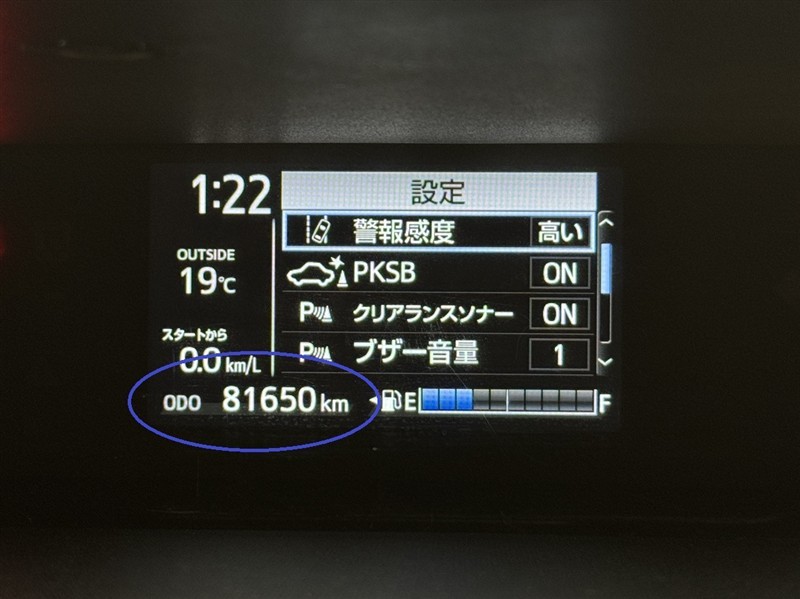 1:22
設定
警報感度 高い
OUTSIDE
19℃
PKSB ON
P クリアランスソナー ON
スタートから
0.0 km/L
P ブザー音量 1
ODO 81650 km
E F